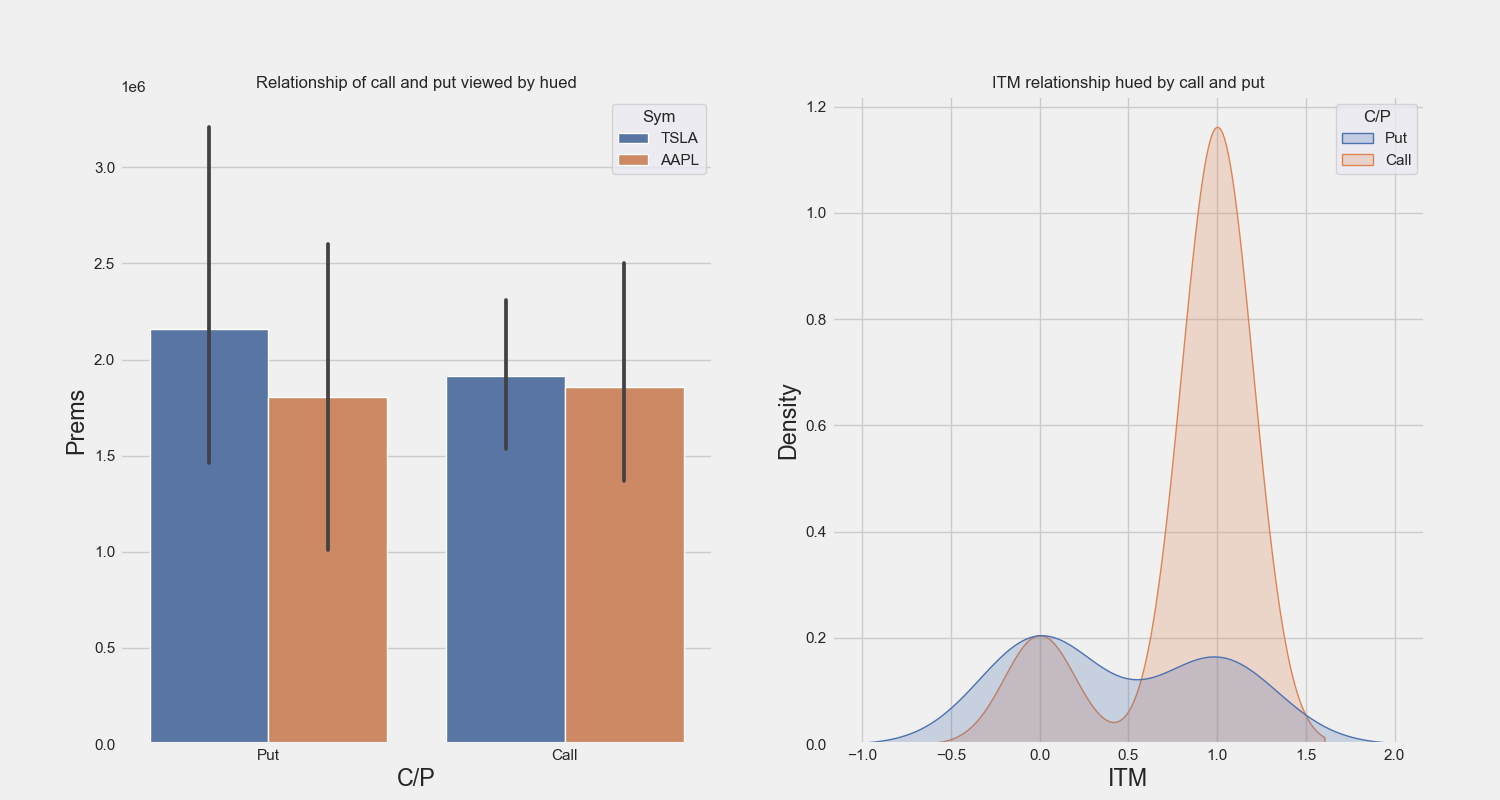 Relationship of call and put viewed by hued
1e6
Sym
TSLA
AAPL
3.0
2.5
2.0
1.5
1.0
0.5
0.0
Prems
Put
Call
C/P
ITM relationship hued by call and put
C/P
Put
Call
1.2
1.0
0.8
0.6
0.4
0.2
0.0
Density
−1.0 −0.5 0.0 0.5 1.0 1.5 2.0
ITM